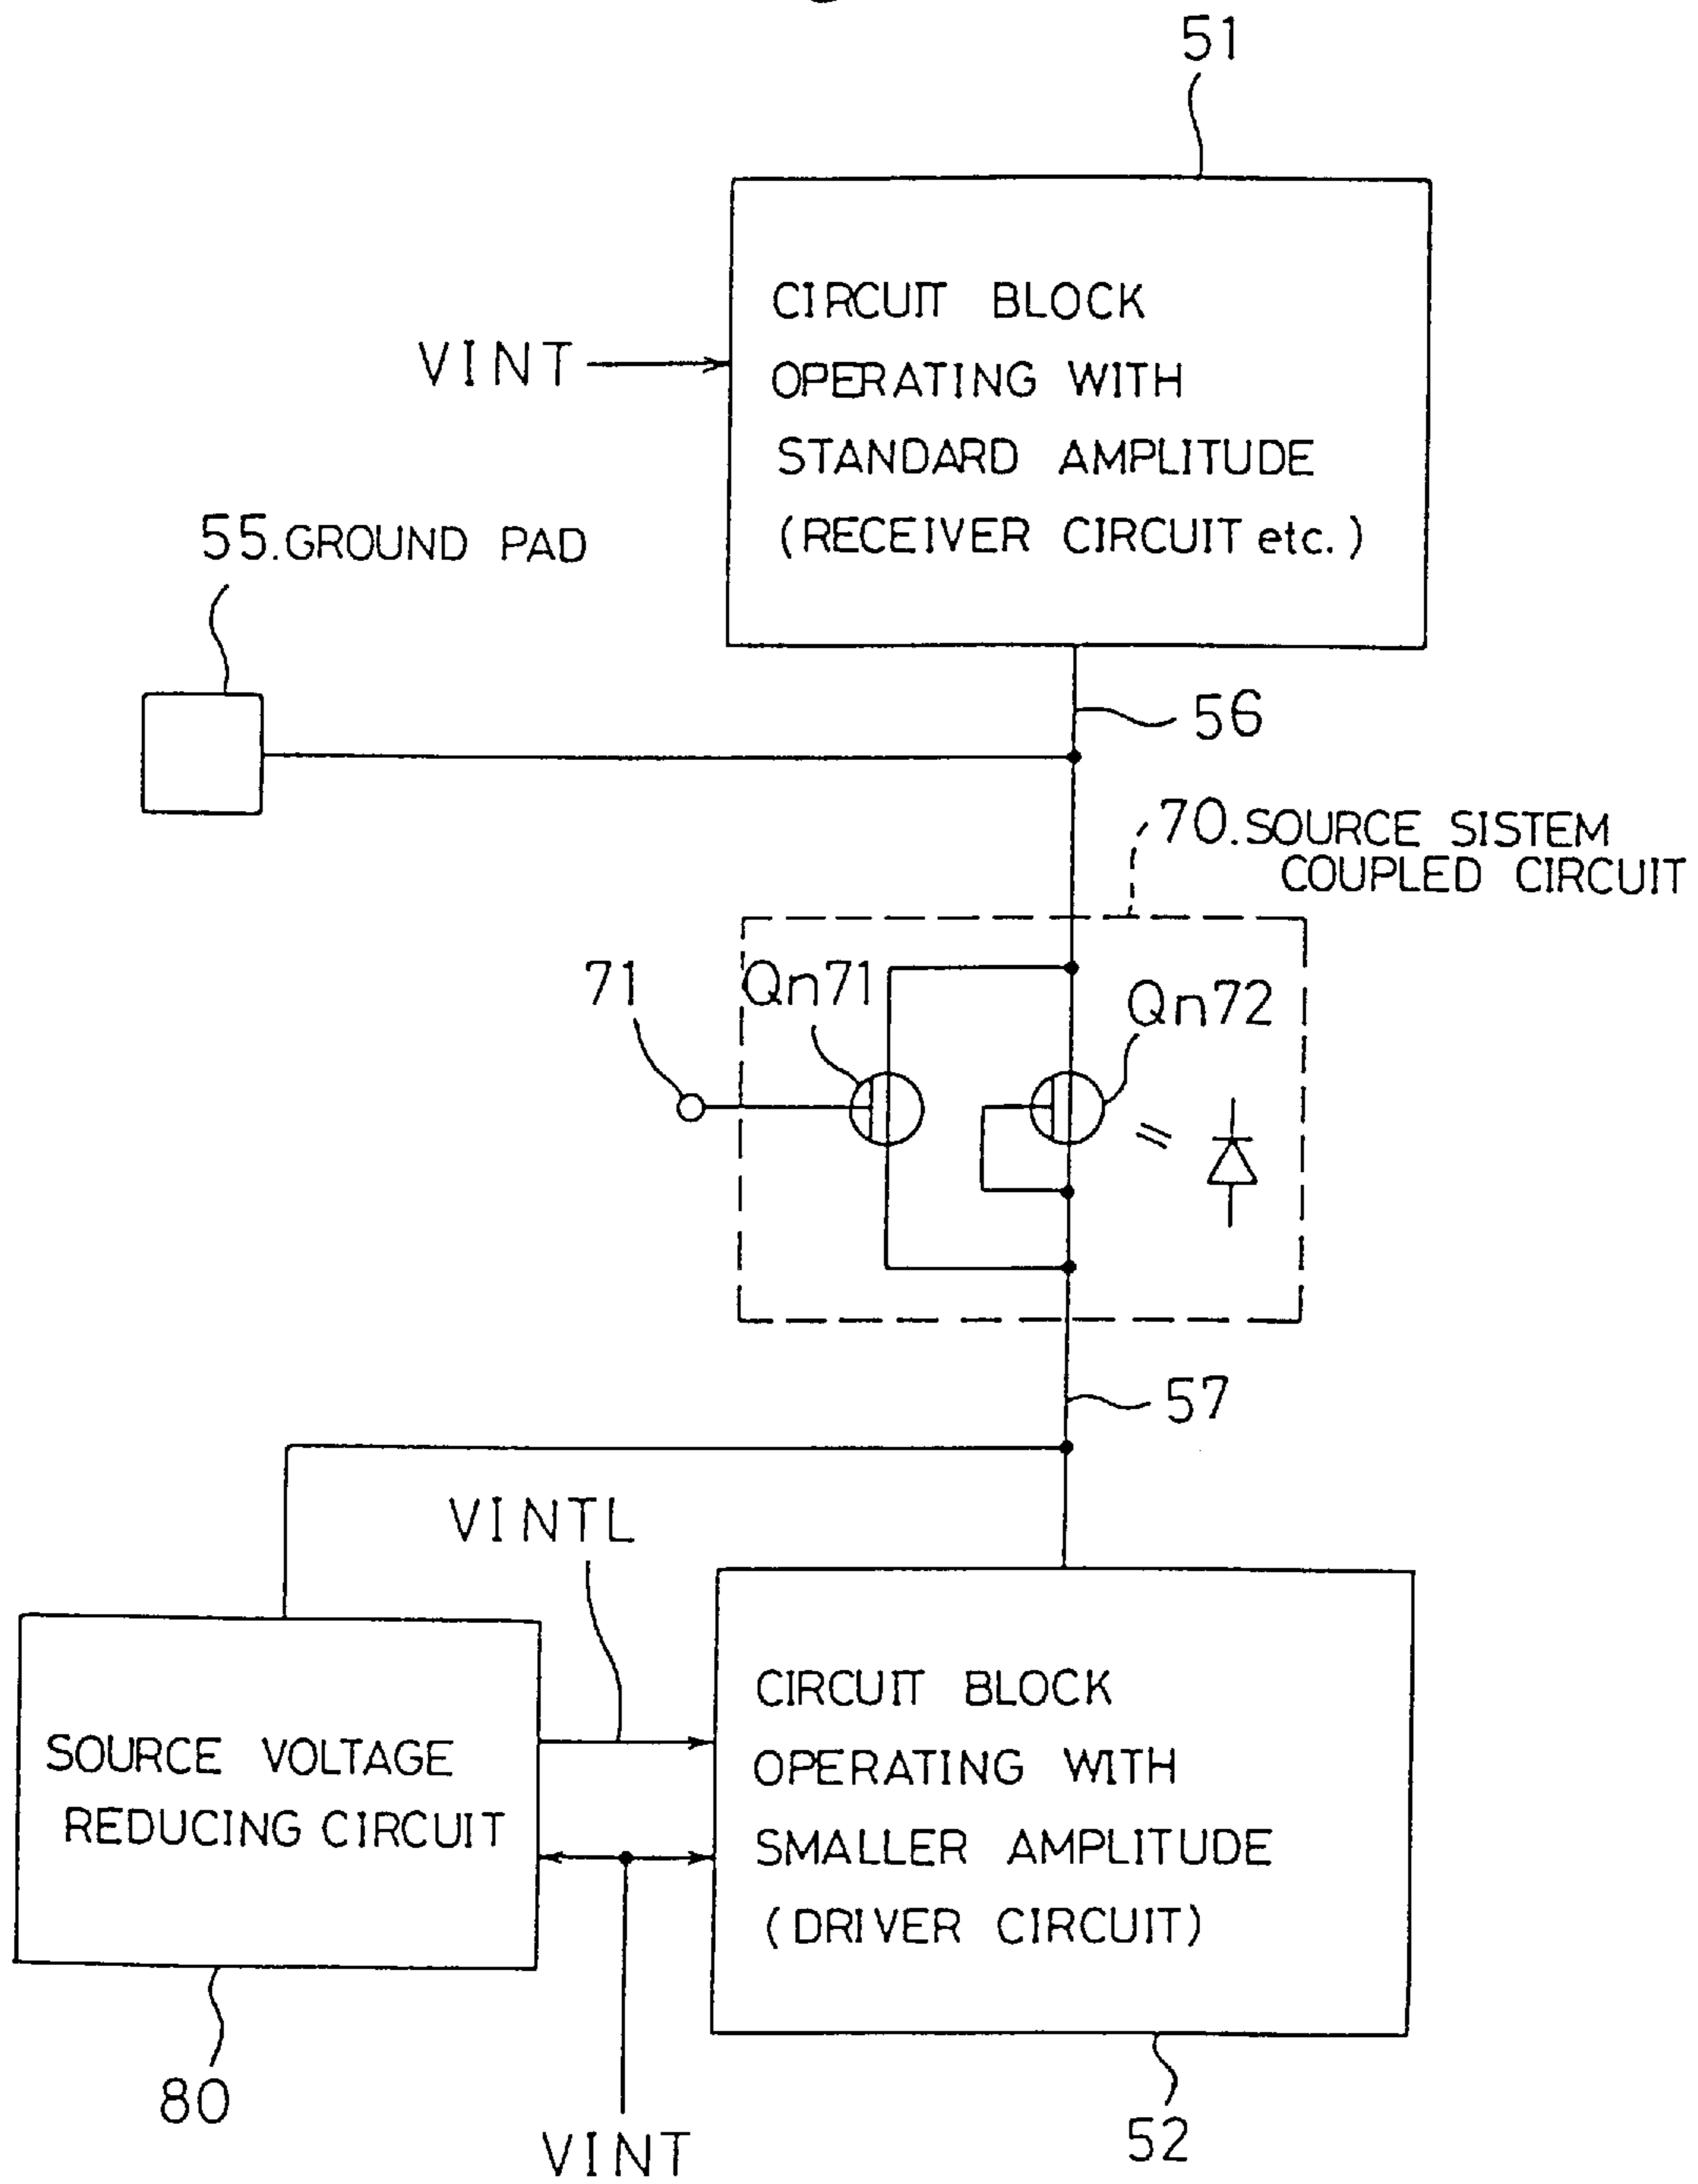 51
CIRCUIT BLOCK
OPERATING WITH
STANDARD AMPLITUDE
(RECEIVER CIRCUIT etc.)
VINT
55.GROUND PAD
56
70.SOURCE SISTEM
COUPLED CIRCUIT
71
Qn71
Qn72
57
VINTL
SOURCE VOLTAGE
REDUCING CIRCUIT
CIRCUIT BLOCK
OPERATING WITH
SMALLER AMPLITUDE
(DRIVER CIRCUIT)
80
VINT
52